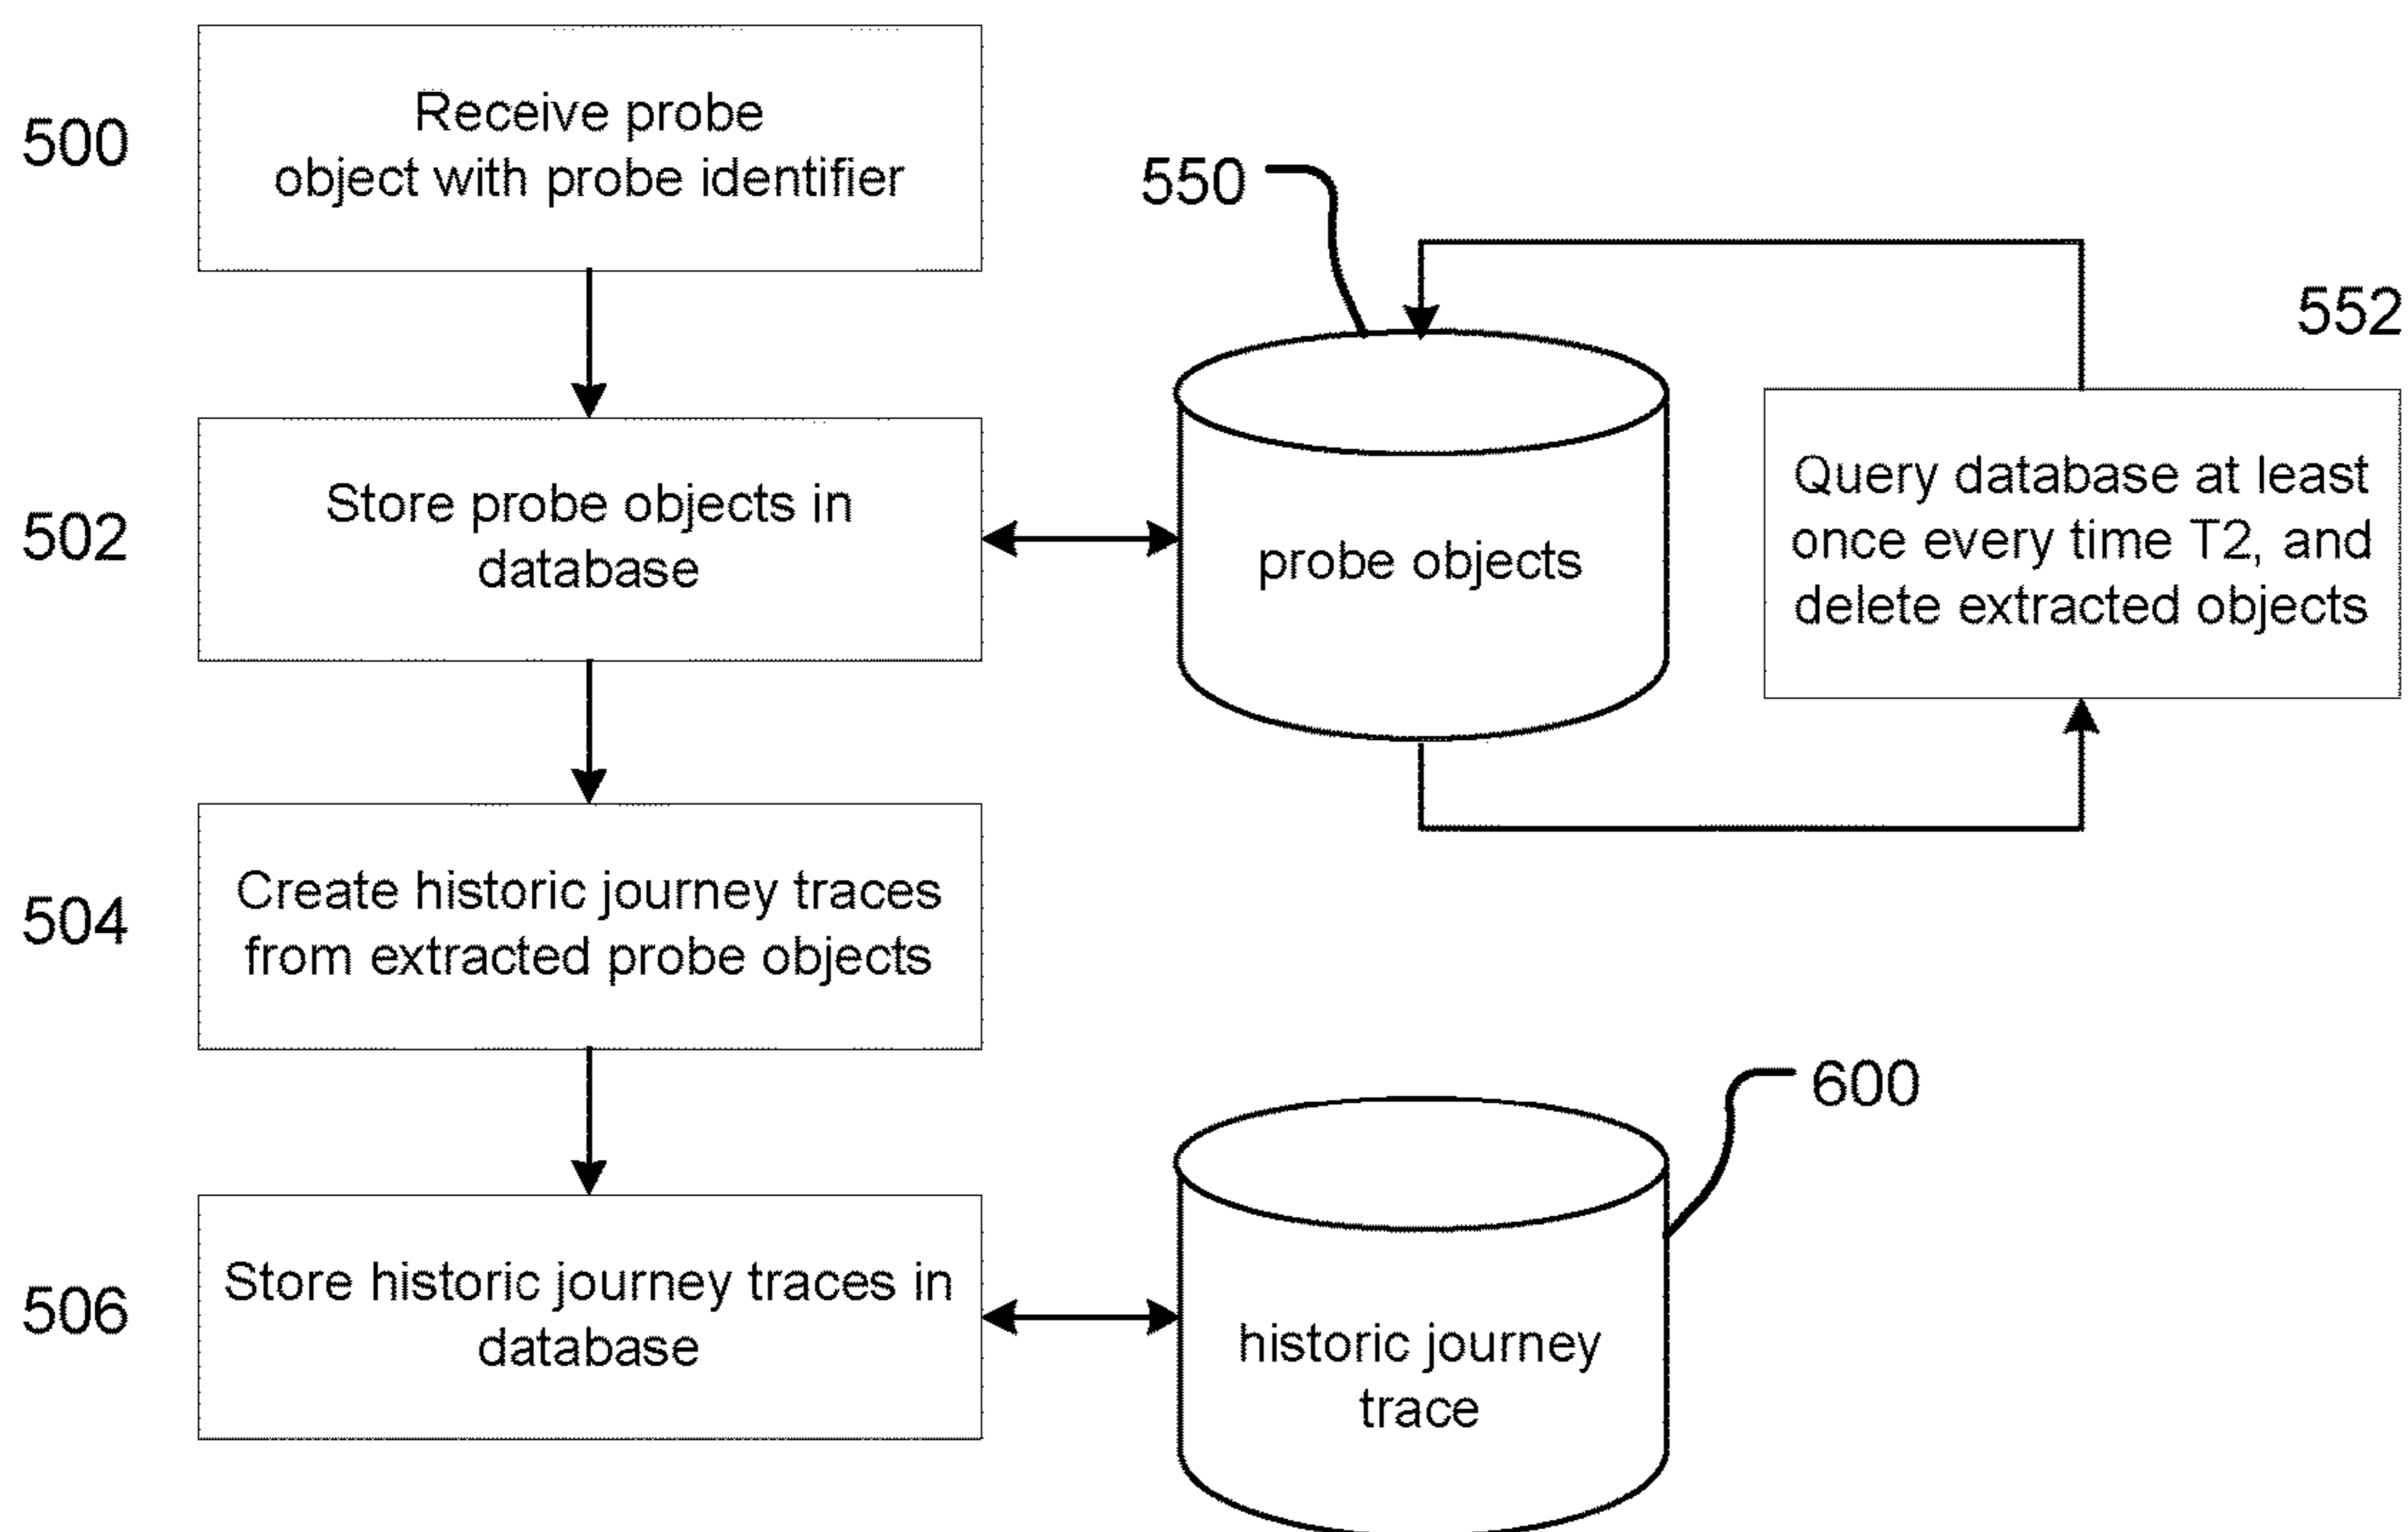 500
Receive probe
object with probe identifier
550
552
502
Store probe objects in
database
probe objects
Query database at least
once every time T2, and
delete extracted objects
504
Create historic journey traces
from extracted probe objects
600
506
Store historic journey traces in
database
historic journey
trace